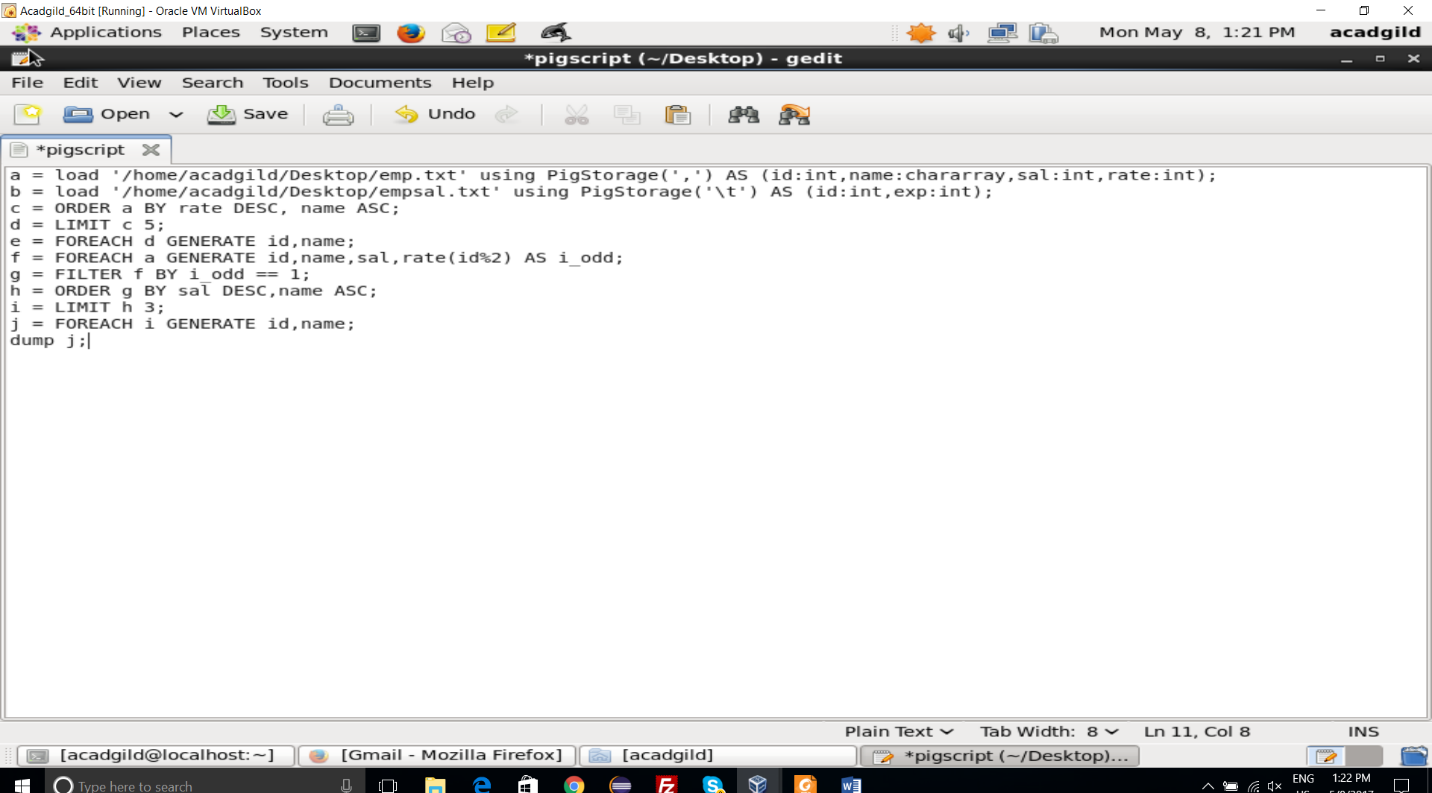 Acadgild_64bit [Running] - Oracle VM VirtualBox
Applications Places System Mon May 8, 1:21 PM acadgild
*pigscript (~/Desktop) - gedit
File Edit View Search Tools Documents Help
Open Save Undo
*pigscript
a = load '/home/acadgild/Desktop/emp.txt' using PigStorage(',') AS (id:int,name:chararray,sal:int,rate:int);
b = load '/home/acadgild/Desktop/empsal.txt' using PigStorage('\t') AS (id:int,exp:int);
c = ORDER a BY rate DESC, name ASC;
d = LIMIT c 5;
e = FOREACH d GENERATE id,name;
f = FOREACH a GENERATE id,name,sal,rate(id%2) AS i_odd;
g = FILTER f BY i_odd == 1;
h = ORDER g BY sal DESC,name ASC;
i = LIMIT h 3;
j = FOREACH i GENERATE id,name;
dump j;
Plain Text Tab Width: 8 Ln 11, Col 8 INS
[acadgild@localhost:~] [Gmail - Mozilla Firefox] [acadgild] *pigscript (~/Desktop)...
Type here to search ENG 1:22 PM